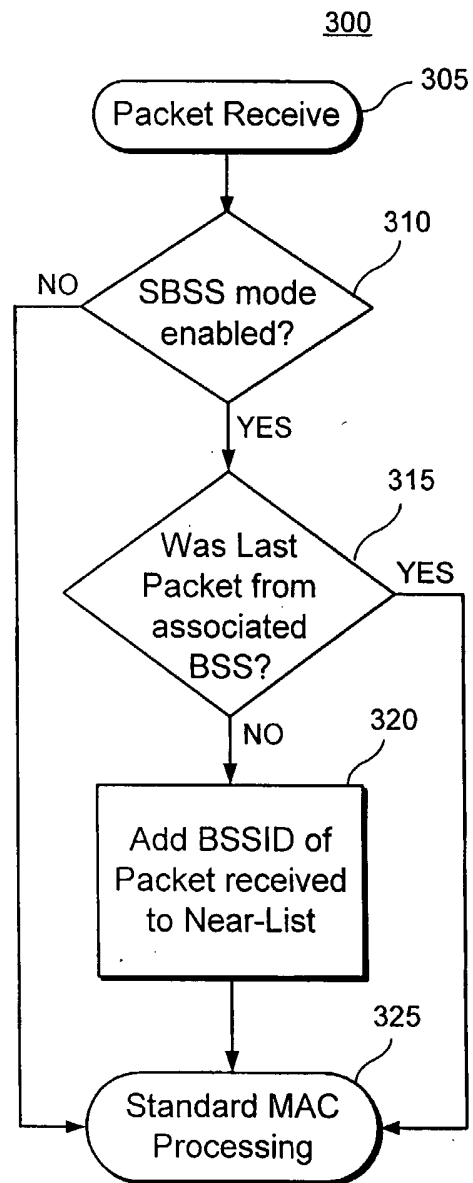 300
Packet Receive
305
310
NO
SBSS mode
enabled?
YES
315
Was Last
Packet from
associated
BSS?
YES
NO
320
Add BSSID of
Packet received
to Near-List
325
Standard MAC
Processing